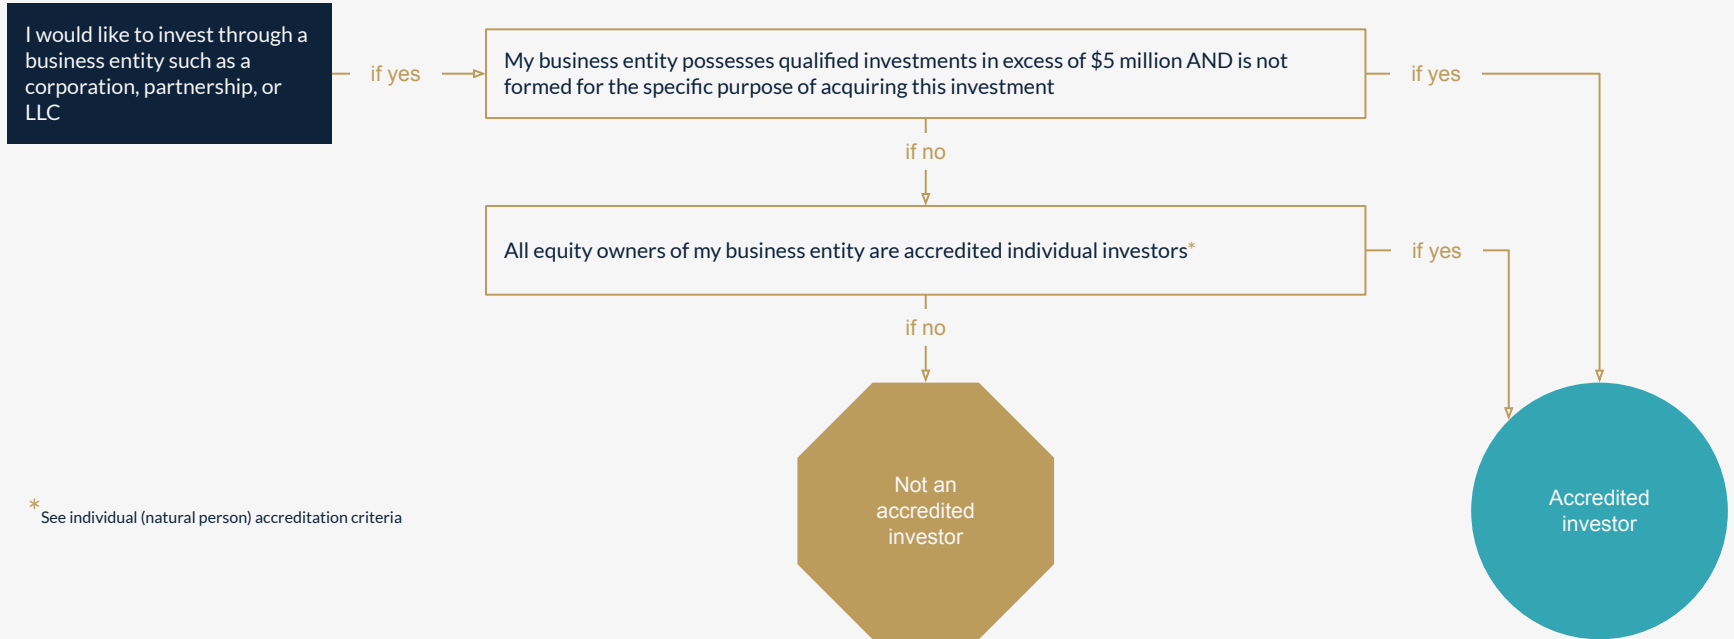 I would like to invest through a
business entity such as a
corporation, partnership, or
LLC
if yes
My business entity possesses qualified investments in excess of $5 million AND is not
formed for the specific purpose of acquiring this investment
if yes
if no
All equity owners of my business entity are accredited individual investors*
if yes
if no
Not an
accredited
investor
Accredited
investor
*See individual (natural person) accreditation criteria